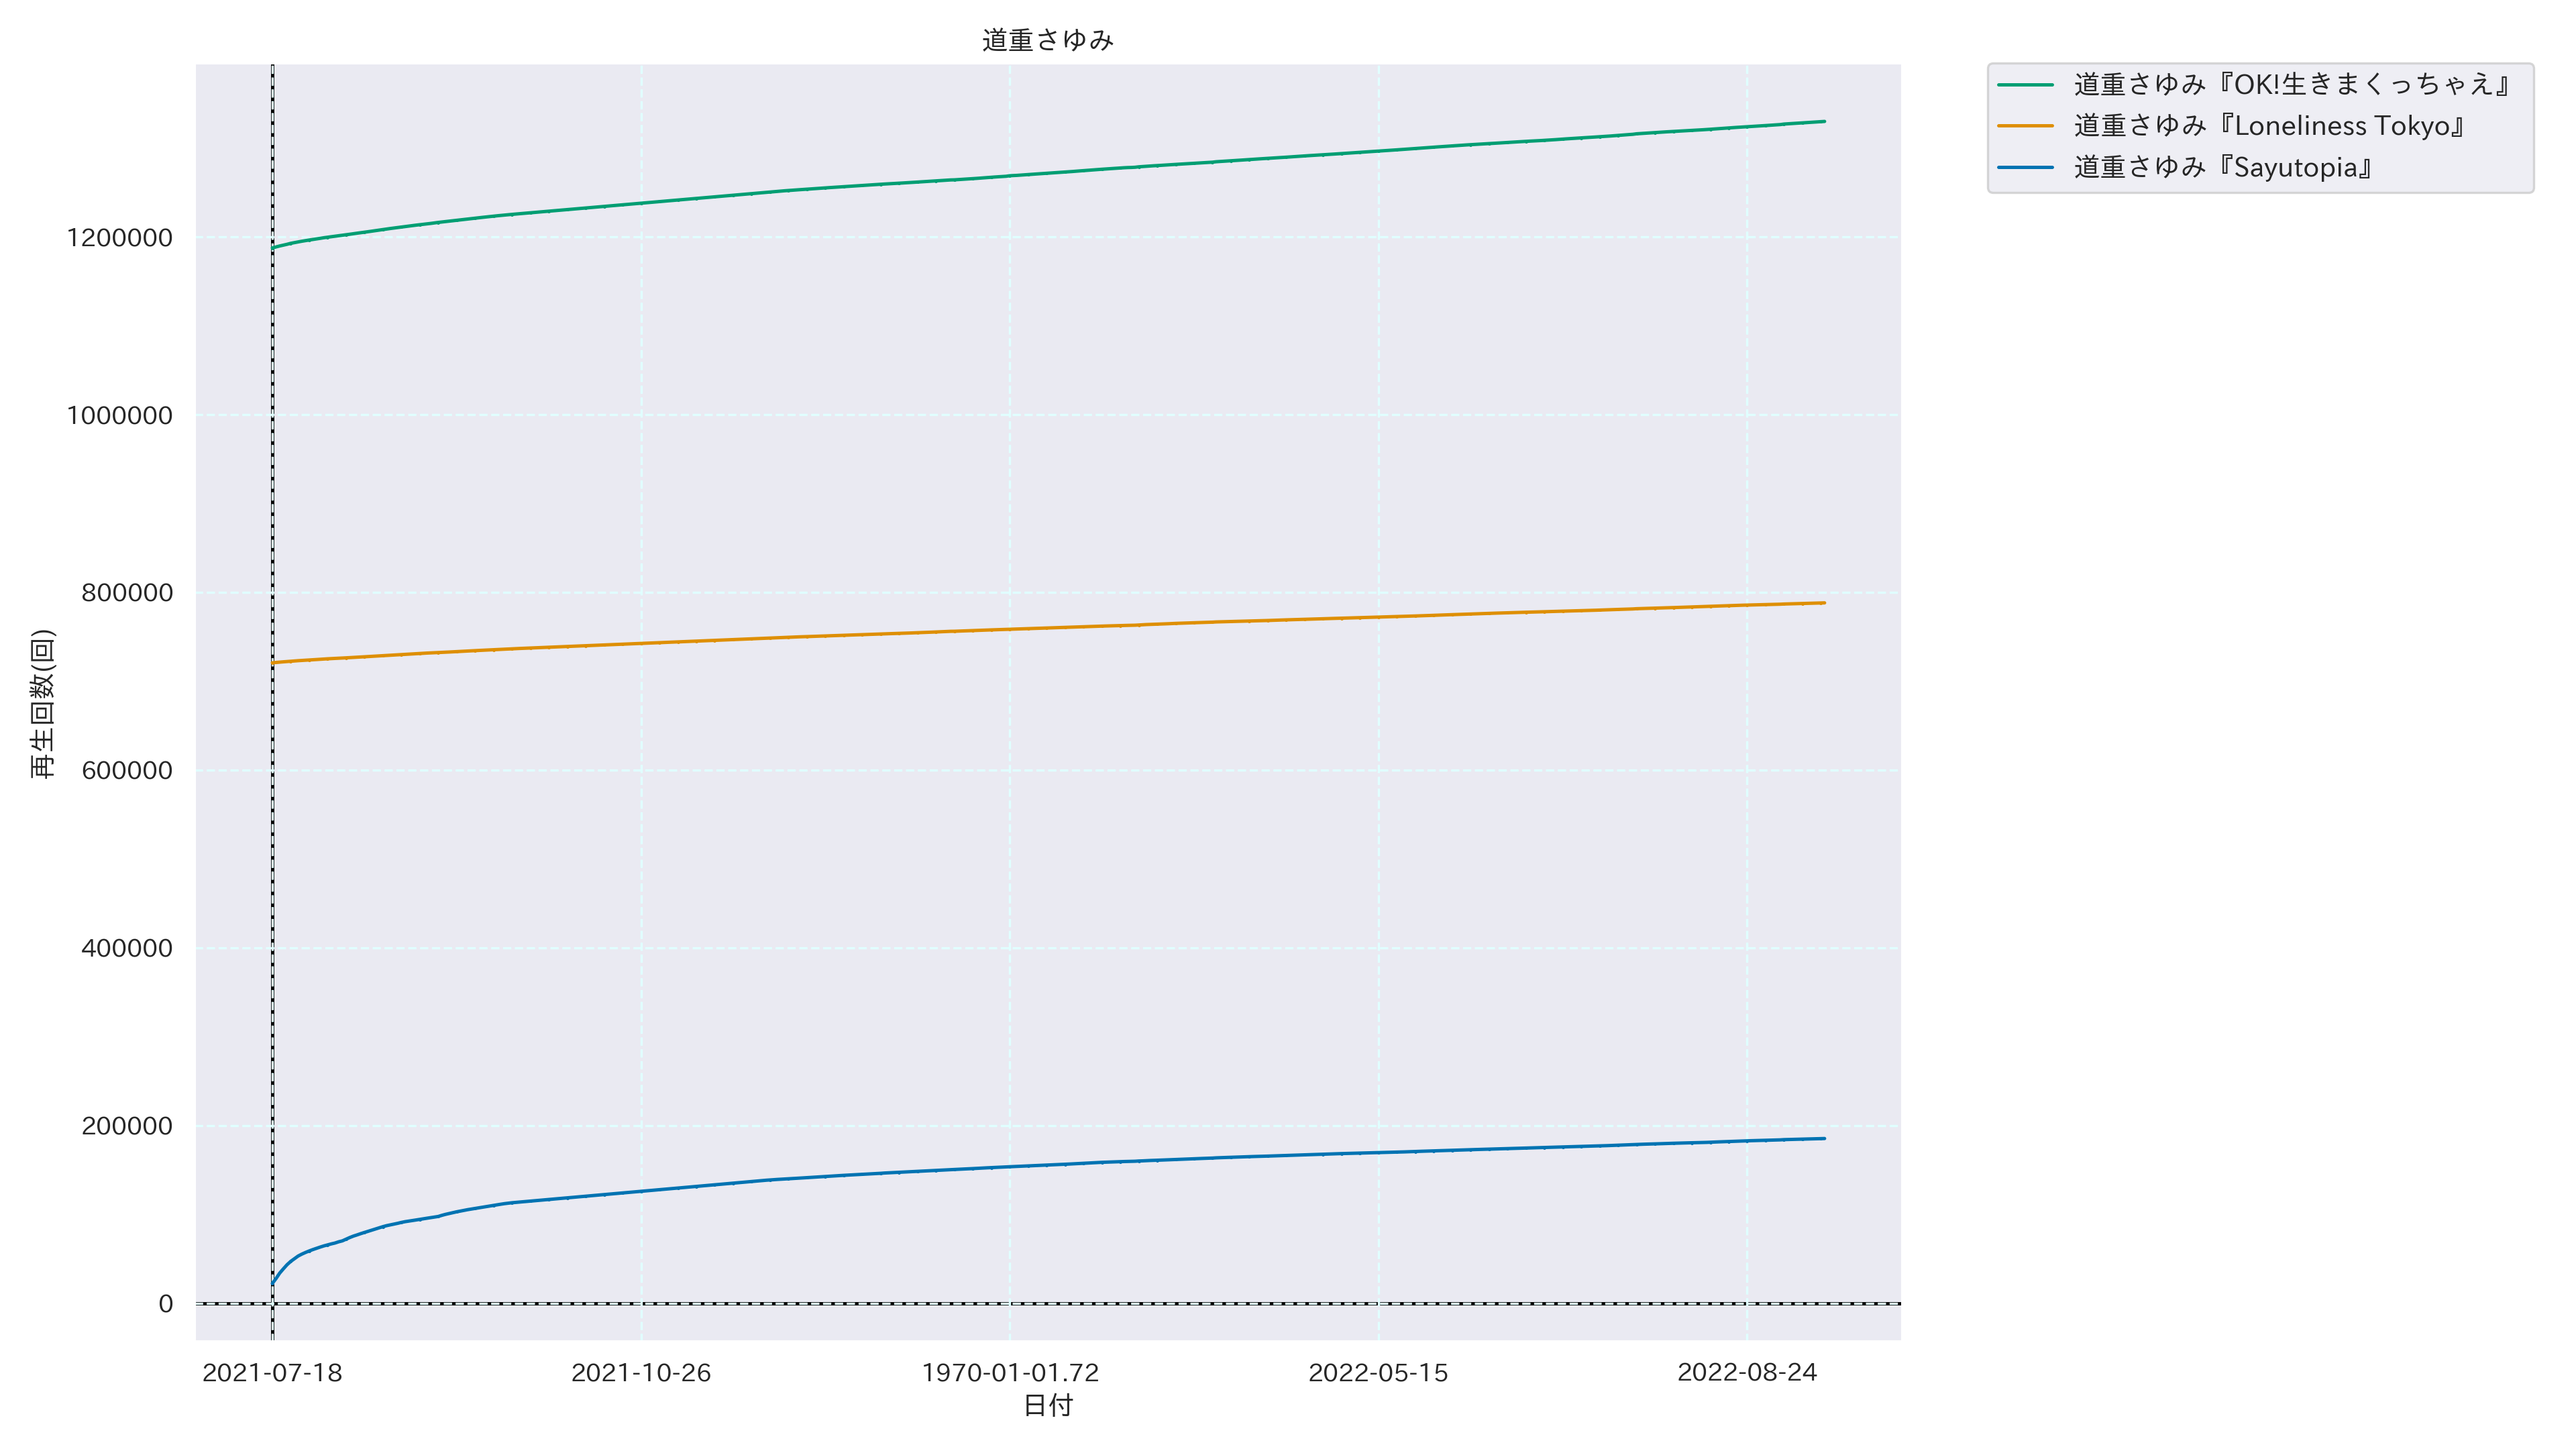 道重さゆみ
道重さゆみ『OK!生きまくっちゃえ』
道重さゆみ『Loneliness Tokyo』
道重さゆみ『Sayutopia』
再生回数(回)
1200000
1000000
800000
600000
400000
200000
0
2021-07-18 2021-10-26 1970-01-01.72 2022-05-15 2022-08-24
日付